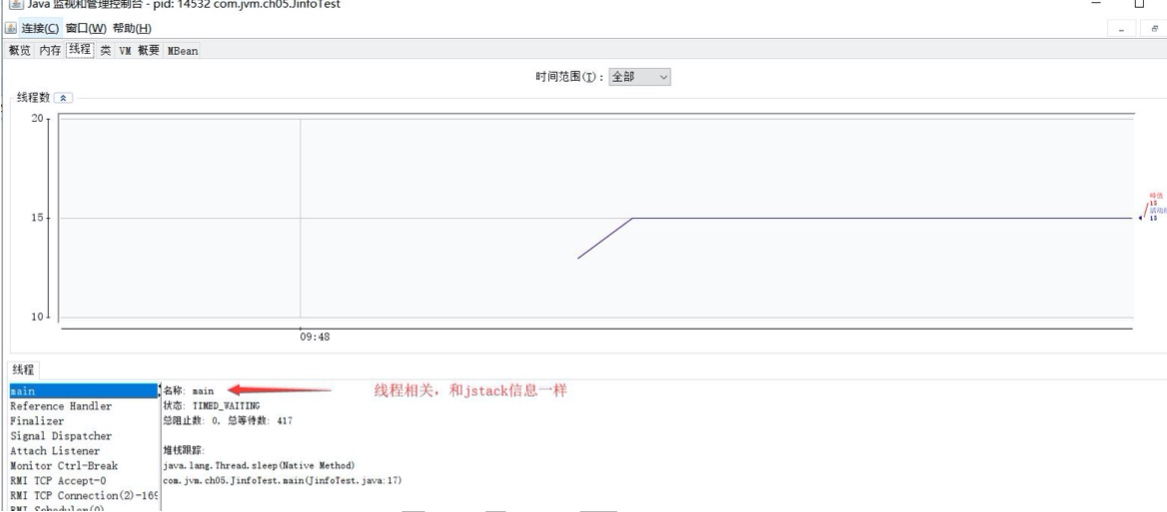 Java 监视和管理控制台 - pid: 14532 com.jvm.ch05.JinfoTest
连接(C) 窗口(W) 帮助(H)
概览 内存 线程 类 VM 概要 MBean
时间范围(T): 全部
线程数
20
15
10
09:48
峰值
15
15
线程
main
Reference Handler
Finalizer
Signal Dispatcher
Attach Listener
Monitor Ctrl-Break
RMI TCP Accept-0
RMI TCP Connection(2)-169
RMI Scheduler(0)
名称: main
线程相关，和jstack信息一样
状态: TIMED_WAITING
总阻止数: 0, 总等待数: 417
堆栈跟踪:
java.lang.Thread.sleep(Native Method)
com.jvm.ch05.JinfoTest.main(JinfoTest.java:17)